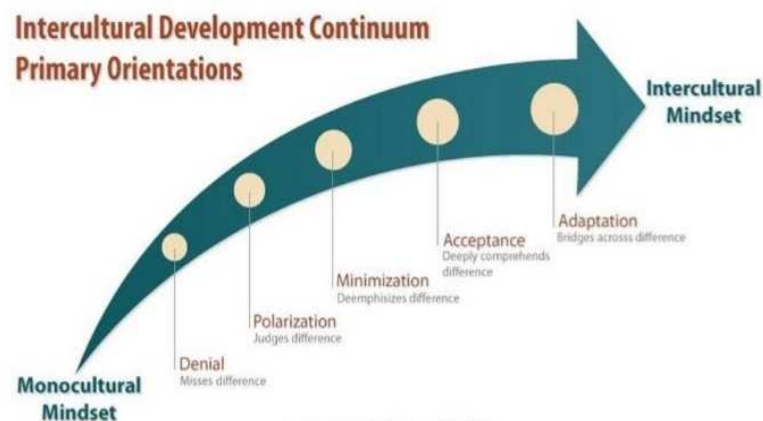 Intercultural Development Continuum
Primary Orientations
Intercultural
Mindset
Adaptation
Bridges acrosss difference
Acceptance
Deeply comprehends
difference
Minimization
Deemphisizes difference
Polarization
Judges difference
Denial
Misses difference
Monocultural
Mindset